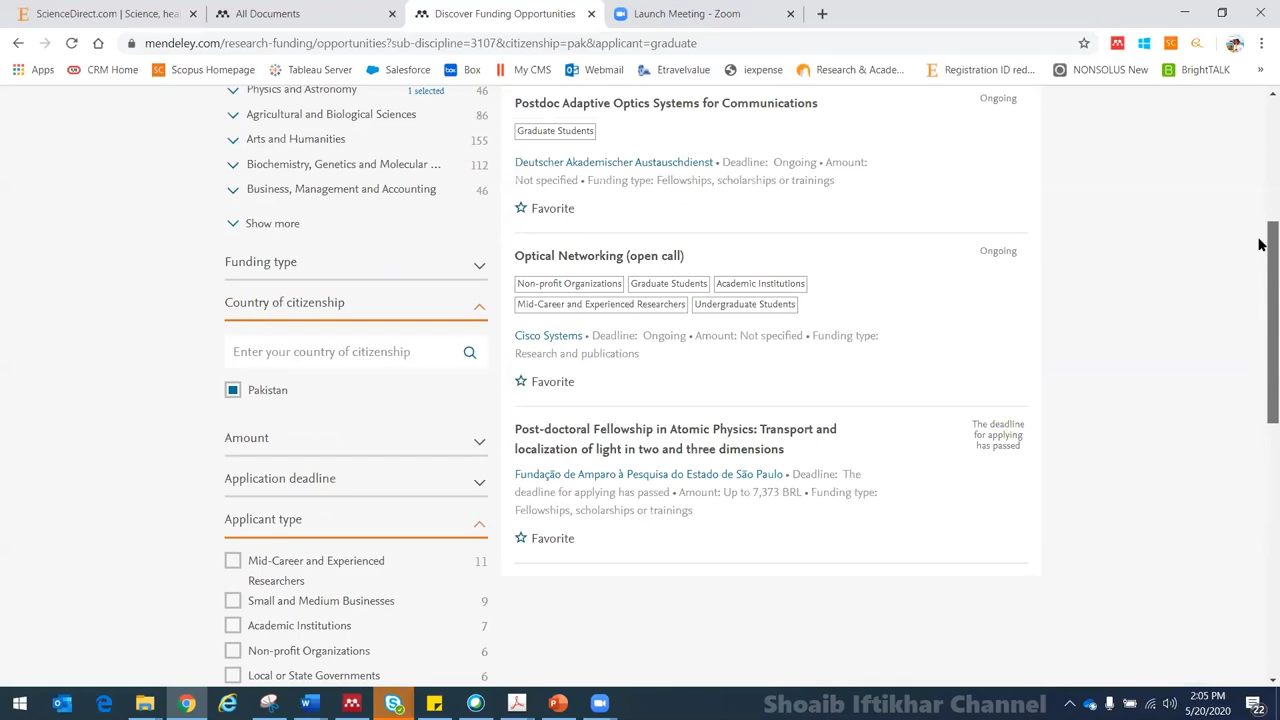 ScienceDirect.com | Science, hea
All Documents
Discover Funding Opportunities
Launch Meeting - Zoom
mendeley.com/research-funding/opportunities?sub-discipline=3107&citizenship=pak&applicant=graduate
Apps
CRM Home
Scopus Homepage
Tableau Server
Salesforce
Box
My CMS
Webmail
Etravelvalue
iexpense
Research & Acade...
Registration ID red...
NONSOLUS New
BrightTALK
»
Physics and Astronomy 1 selected 46
Agricultural and Biological Sciences 86
Arts and Humanities 155
Biochemistry, Genetics and Molecular ... 112
Business, Management and Accounting 46
Show more
Funding type
Country of citizenship
Enter your country of citizenship
Pakistan
Amount
Application deadline
Applicant type
Mid-Career and Experienced 11
Researchers
Small and Medium Businesses 9
Academic Institutions 7
Non-profit Organizations 6
Local or State Governments 6
Postdoc Adaptive Optics Systems for Communications
Ongoing
Graduate Students
Deutscher Akademischer Austauschdienst • Deadline: Ongoing • Amount:
Not specified • Funding type: Fellowships, scholarships or trainings
Favorite
Optical Networking (open call)
Ongoing
Non-profit Organizations Graduate Students Academic Institutions
Mid-Career and Experienced Researchers Undergraduate Students
Cisco Systems • Deadline: Ongoing • Amount: Not specified • Funding type:
Research and publications
Favorite
Post-doctoral Fellowship in Atomic Physics: Transport and
localization of light in two and three dimensions
The deadline
for applying
has passed
Fundação de Amparo à Pesquisa do Estado de São Paulo • Deadline: The
deadline for applying has passed • Amount: Up to 7,373 BRL • Funding type:
Fellowships, scholarships or trainings
Favorite
Shoaib Iftikhar Channel
2:05 PM
5/20/2020
22